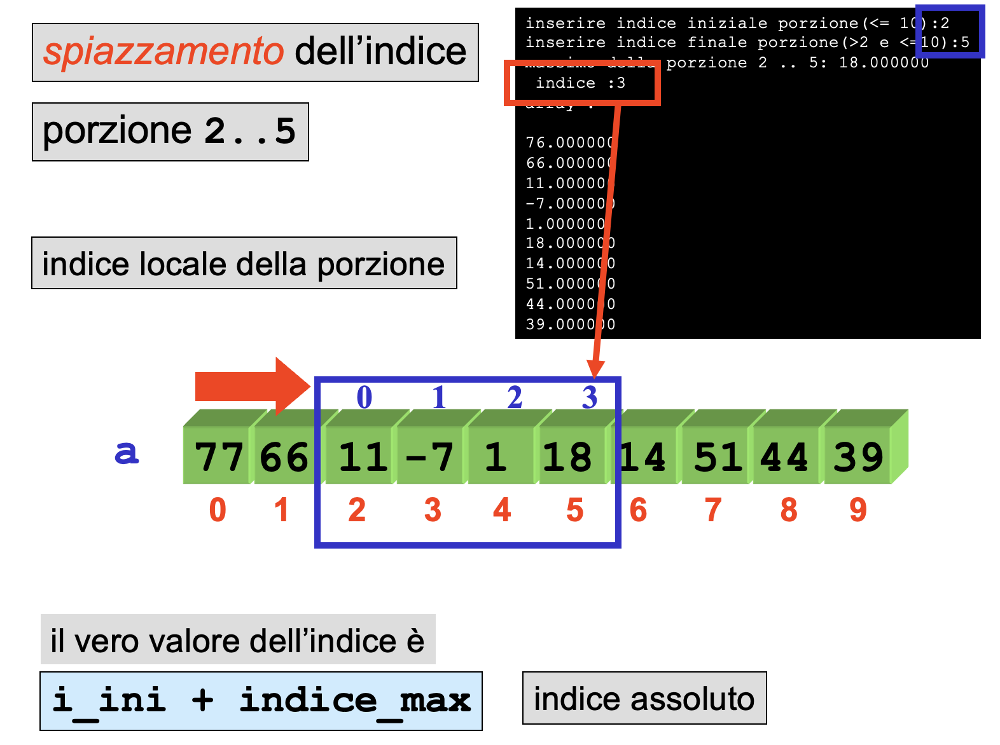 spiazzamento dell’indice
porzione 2..5
indice locale della porzione
inserire indice iniziale porzione(<= 10):2
inserire indice finale porzione(>2 e <=10):5
massimo della porzione 2 .. 5: 18.000000
indice :3
array :
76.000000
66.000000
11.000000
-7.000000
1.000000
18.000000
14.000000
51.000000
44.000000
39.000000
0 1 2 3
a 77 66 11 -7 1 18 14 51 44 39
0 1 2 3 4 5 6 7 8 9
il vero valore dell’indice è
i_ini + indice_max
indice assoluto